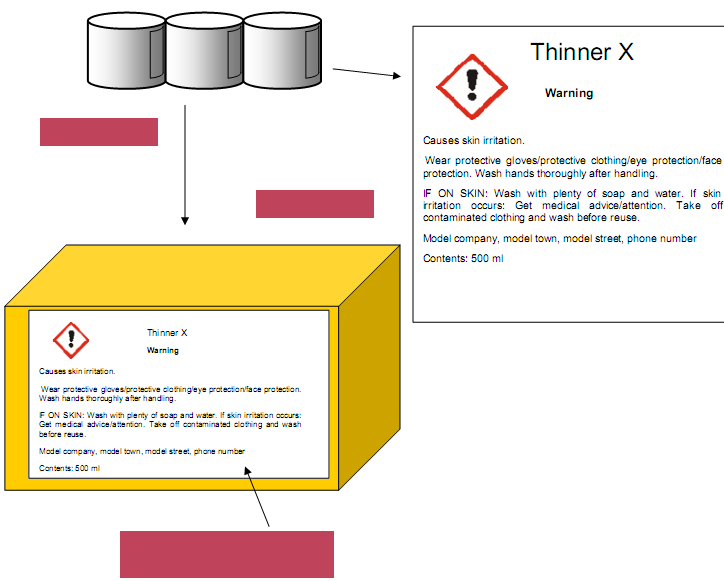 Thinner X
Warning
Causes skin irritation.
Wear protective gloves/protective clothing/eye protection/face
protection. Wash hands thoroughly after handling.
IF ON SKIN: Wash with plenty of soap and water. If skin
irritation occurs: Get medical advice/attention. Take off
contaminated clothing and wash before reuse.
Model company, model town, model street, phone number
Contents: 500 ml
Thinner X
Warning
Causes skin irritation.
Wear protective gloves/protective clothing/eye protection/face protection.
Wash hands thoroughly after handling.
IF ON SKIN: Wash with plenty of soap and water. If skin irritation occurs:
Get medical advice/attention. Take off contaminated clothing and wash
before reuse.
Model company, model town, model street, phone number
Contents: 500 ml